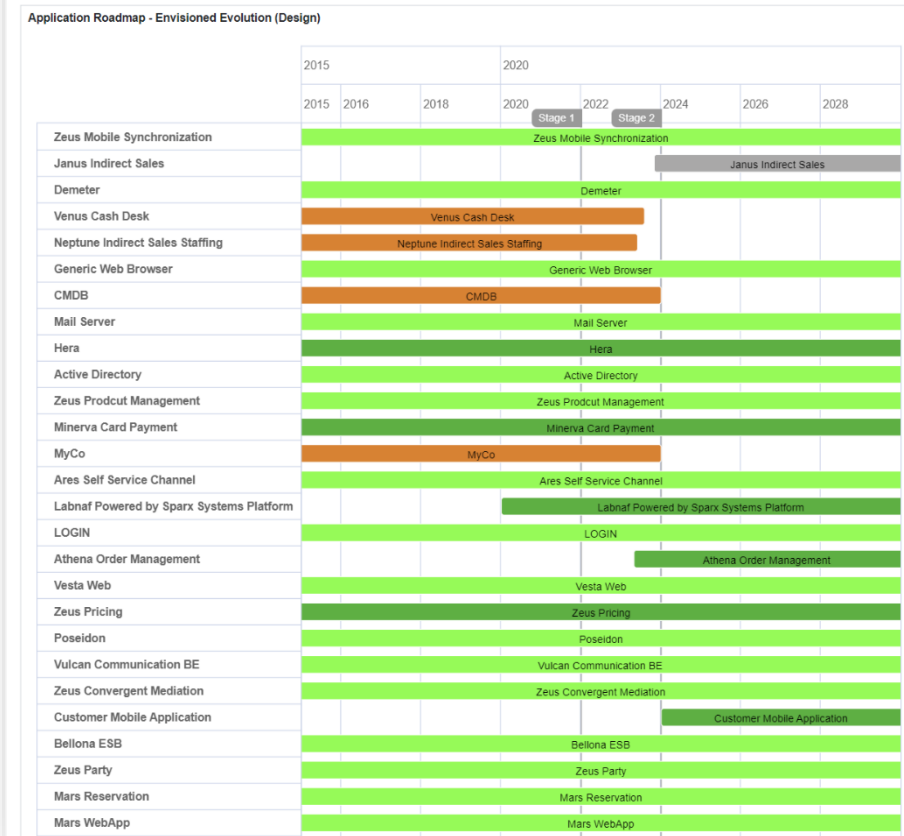 Application Roadmap - Envisioned Evolution (Design)
2015 2020
2015 2016 2018 2020 2022 2024 2026 2028
Stage 1 Stage 2
Zeus Mobile Synchronization Zeus Mobile Synchronization
Janus Indirect Sales Janus Indirect Sales
Demeter Demeter
Venus Cash Desk Venus Cash Desk
Neptune Indirect Sales Staffing Neptune Indirect Sales Staffing
Generic Web Browser Generic Web Browser
CMDB CMDB
Mail Server Mail Server
Hera Hera
Active Directory Active Directory
Zeus Prodcut Management Zeus Prodcut Management
Minerva Card Payment Minerva Card Payment
MyCo MyCo
Ares Self Service Channel Ares Self Service Channel
Labnaf Powered by Sparx Systems Platform Labnaf Powered by Sparx Systems Platform
LOGIN LOGIN
Athena Order Management Athena Order Management
Vesta Web Vesta Web
Zeus Pricing Zeus Pricing
Poseidon Poseidon
Vulcan Communication BE Vulcan Communication BE
Zeus Convergent Mediation Zeus Convergent Mediation
Customer Mobile Application Customer Mobile Application
Bellona ESB Bellona ESB
Zeus Party Zeus Party
Mars Reservation Mars Reservation
Mars WebApp Mars WebApp